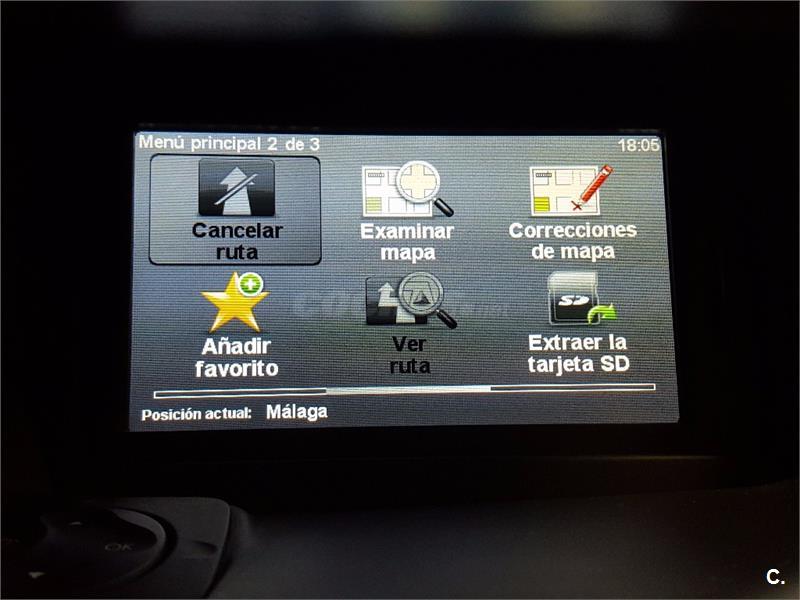 Menú principal 2 de 3
18:05
Cancelar
ruta
Examinar
mapa
Correcciones
de mapa
Añadir
favorito
Ver
ruta
SD
Extraer la
tarjeta SD
Posición actual: Málaga
OK
C.